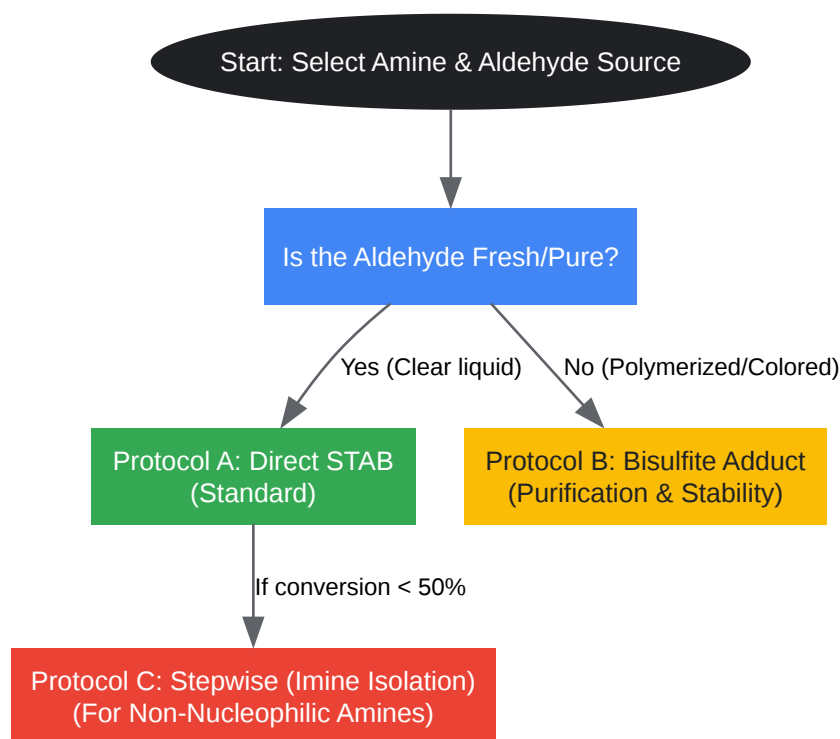 Start: Select Amine & Aldehyde Source
Is the Aldehyde Fresh/Pure?
Yes (Clear liquid)
No (Polymerized/Colored)
Protocol A: Direct STAB
(Standard)
Protocol B: Bisulfite Adduct
(Purification & Stability)
If conversion < 50%
Protocol C: Stepwise (Imine Isolation)
(For Non-Nucleophilic Amines)